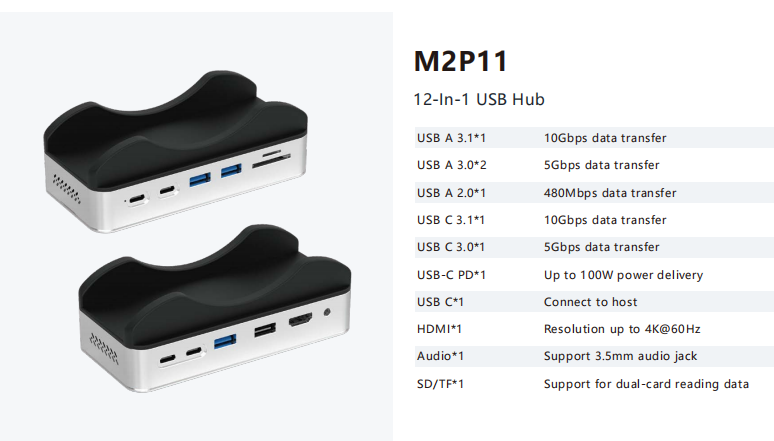 M2P11
12-In-1 USB Hub
USB A 3.1*1 10Gbps data transfer
USB A 3.0*2 5Gbps data transfer
USB A 2.0*1 480Mbps data transfer
USB C 3.1*1 10Gbps data transfer
USB C 3.0*1 5Gbps data transfer
USB-C PD*1 Up to 100W power delivery
USB C*1 Connect to host
HDMI*1 Resolution up to 4K@60Hz
Audio*1 Support 3.5mm audio jack
SD/TF*1 Support for dual-card reading data